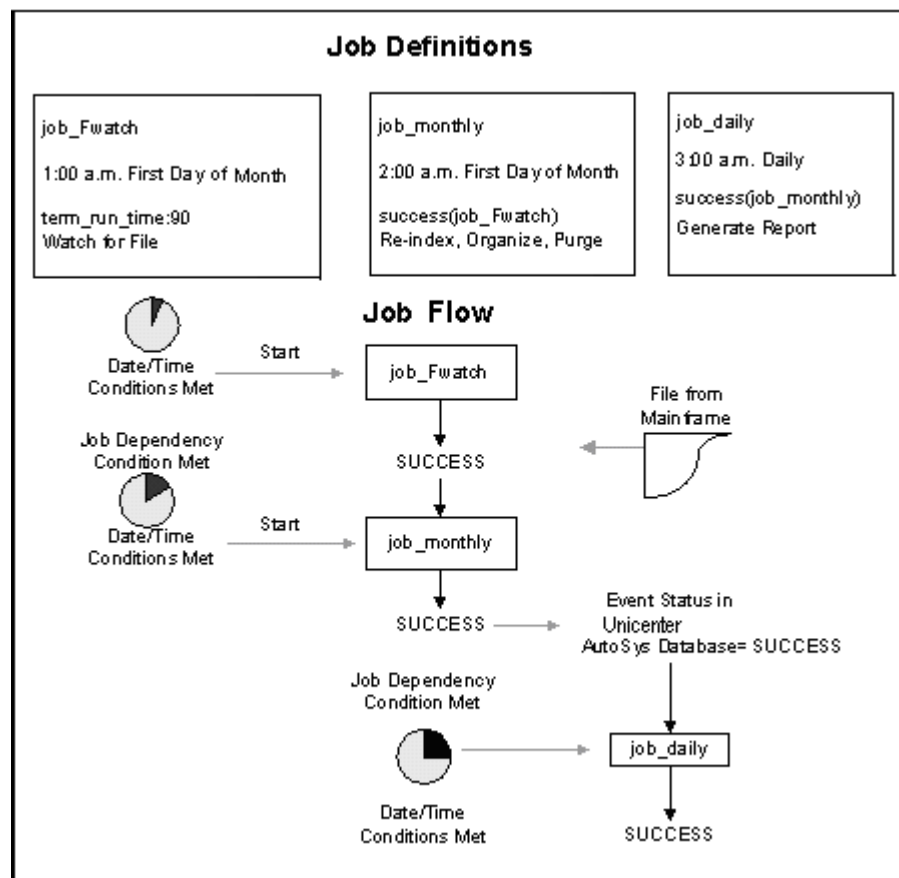 Job Definitions
job_Fwatch
1:00 a.m. First Day of Month
term_run_time:90
Watch for File
job_monthly
2:00 a.m. First Day of Month
success(job_Fwatch)
Re-index, Organize, Purge
job_daily
3:00 a.m. Daily
success(job_monthly)
Generate Report
Job Flow
Date/Time
Conditions Met
Start
job_Fwatch
File from
Mainframe
SUCCESS
Job Dependency
Condition Met
Date/Time
Conditions Met
Start
job_monthly
SUCCESS
Event Status in
Unicenter
AutoSys Database= SUCCESS
Job Dependency
Condition Met
job_daily
Date/Time
Conditions Met
SUCCESS